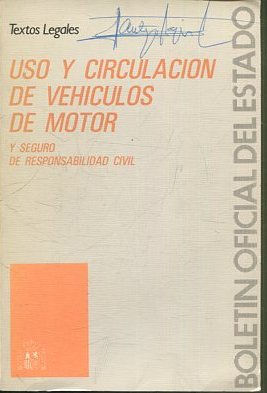 Textos Legales
USO Y CIRCULACION
DE VEHICULOS
DE MOTOR
Y SEGURO
DE RESPONSABILIDAD CIVIL
BOLETIN OFICIAL DEL ESTADO